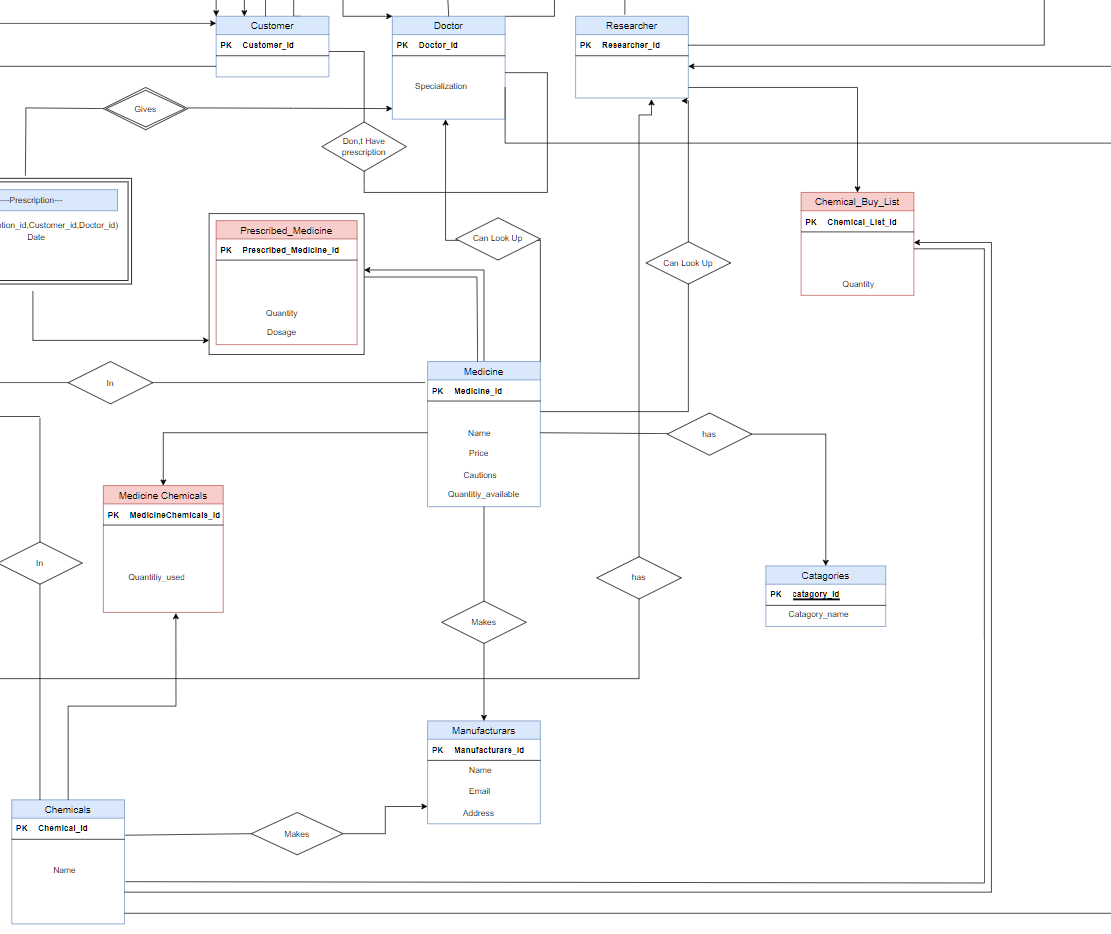 Customer
PK Customer_Id
Doctor
PK Doctor_Id
Specialization
Researcher
PK Researcher_Id
Gives
Don,t Have
prescription
---Prescription---
tion_id,Customer_id,Doctor_id)
Date
Prescribed_Medicine
PK Prescribed_Medicine_Id
Quantity
Dosage
Can Look Up
Can Look Up
Chemical_Buy_List
PK Chemical_List_Id
Quantity
In
Medicine
PK Medicine_Id
Name
Price
Cautions
Quantitiy_available
has
Medicine Chemicals
PK MedicineChemicals_Id
Quantitiy_used
In
has
Catagories
PK catagory_Id
Catagory_name
Makes
Manufacturars
PK Manufacturars_Id
Name
Email
Address
Chemicals
PK Chemical_Id
Name
Makes